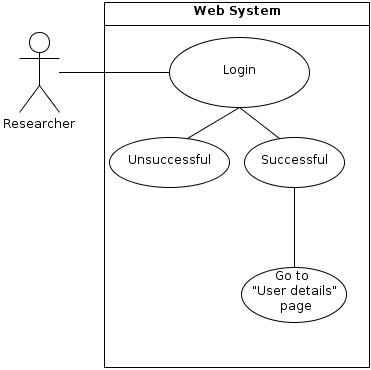 Web System
Login
Researcher
Unsuccessful
Successful
Go to
"User details"
page